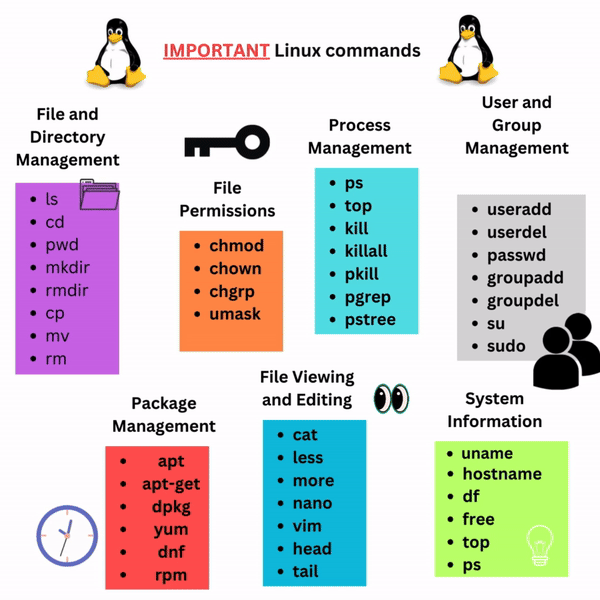 IMPORTANT Linux commands
File and
Directory
Management
• ls
• cd
• pwd
• mkdir
• rmdir
• cp
• mv
• rm
File
Permissions
• chmod
• chown
• chgrp
• umask
Process
Management
• ps
• top
• kill
• killall
• pkill
• pgrep
• pstree
User and
Group
Management
• useradd
• userdel
• passwd
• groupadd
• groupdel
• su
• sudo
Package
Management
• apt
• apt-get
• dpkg
• yum
• dnf
• rpm
File Viewing
and Editing
• cat
• less
• more
• nano
• vim
• head
• tail
System
Information
• uname
• hostname
• df
• free
• top
• ps